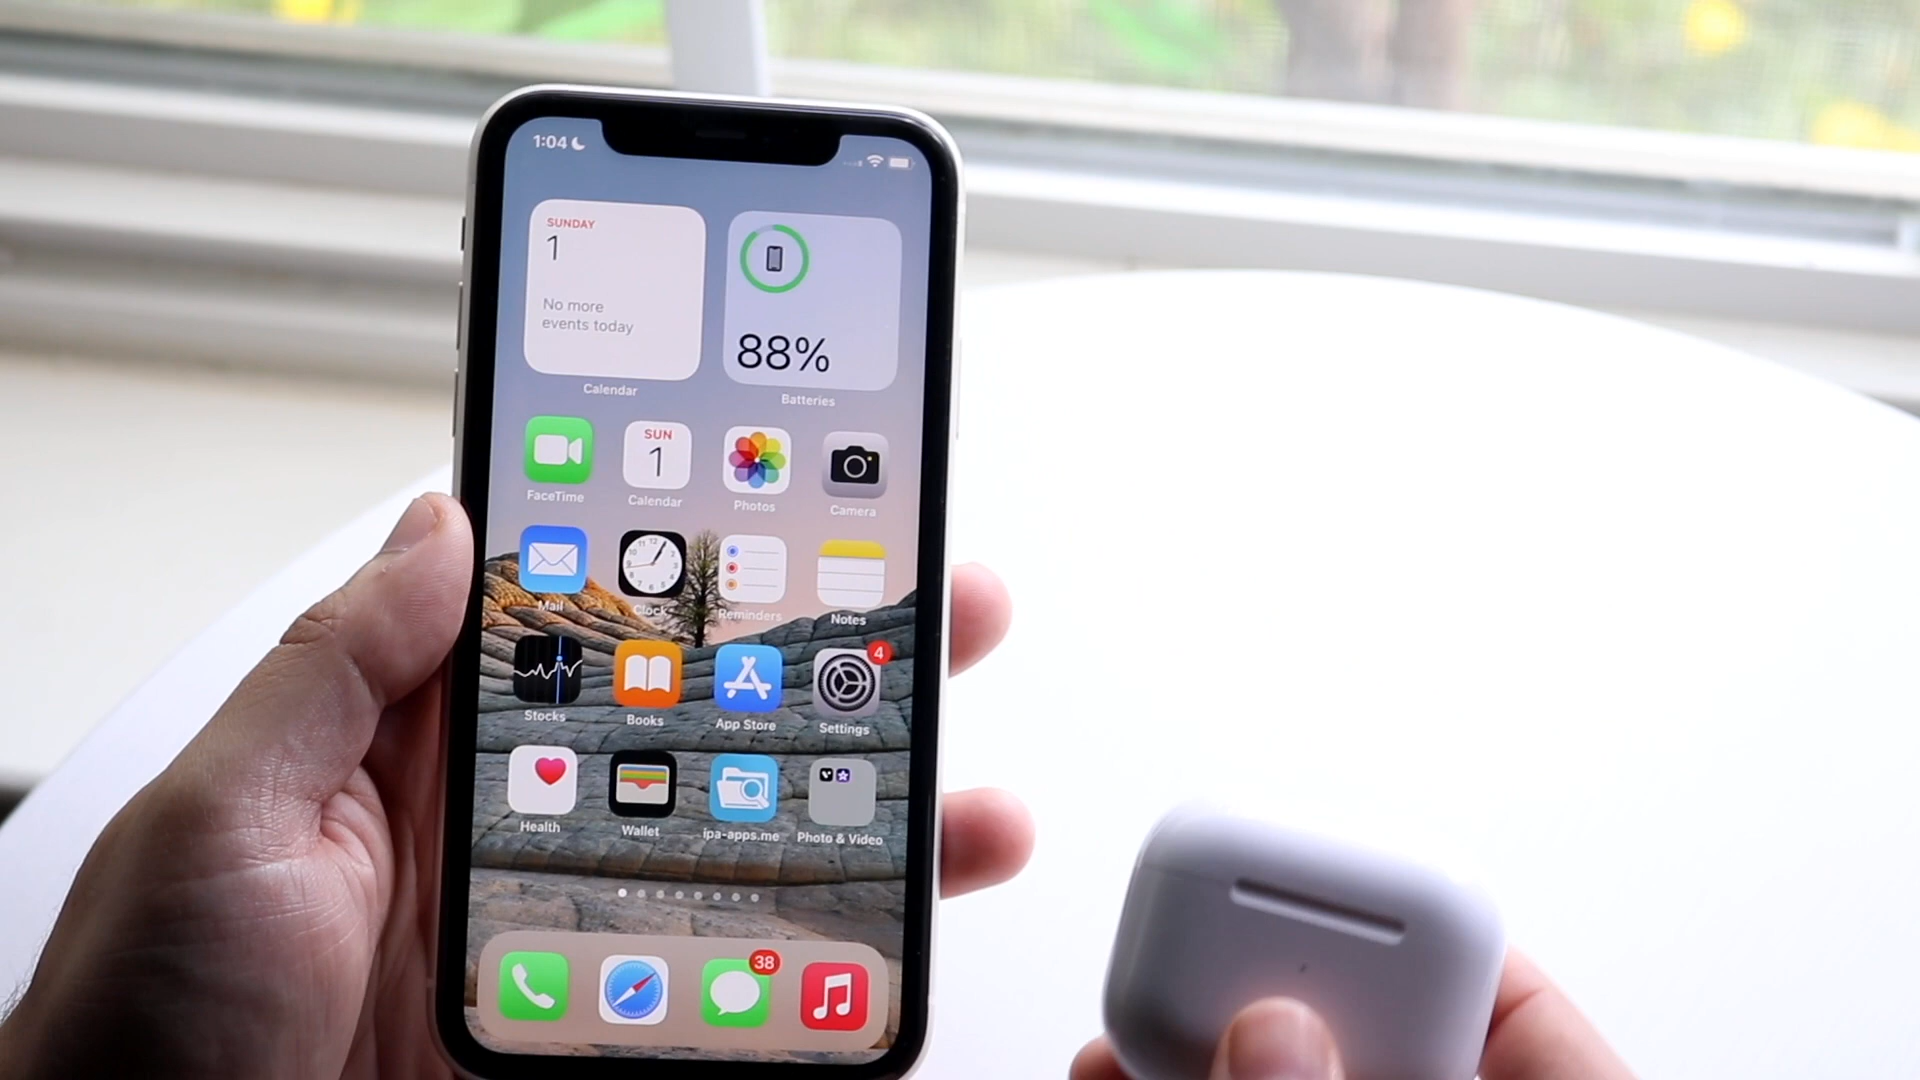 1:04
SUNDAY
1
No more
events today
Calendar
88%
Batteries
FaceTime
SUN
1
Calendar
Photos
Camera
Mail
Clock
Reminders
Notes
Stocks
Books
App Store
4
Settings
Health
Wallet
ipa-apps.me
Photo & Video
38